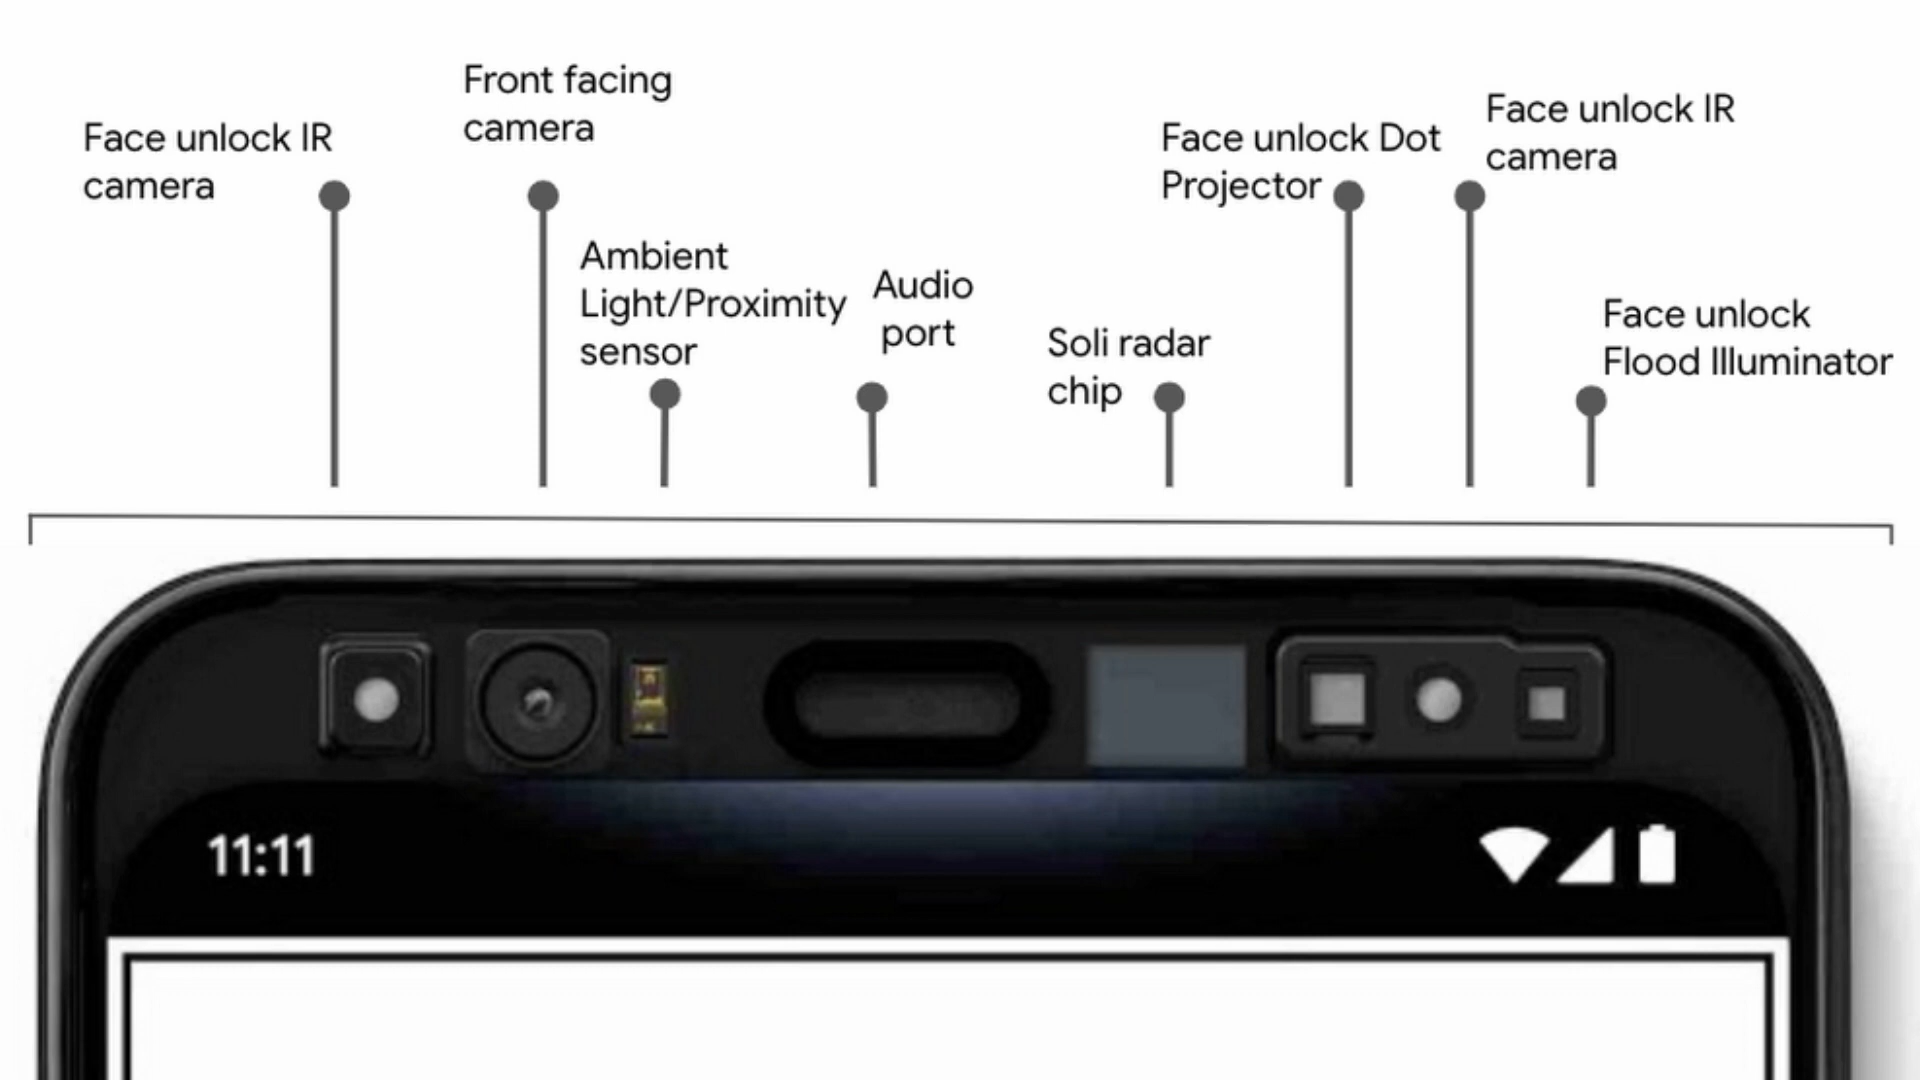 Face unlock IR
camera
Front facing
camera
Ambient
Light/Proximity
sensor
Audio
port
Soli radar
chip
Face unlock Dot
Projector
Face unlock IR
camera
Face unlock
Flood Illuminator
11:11